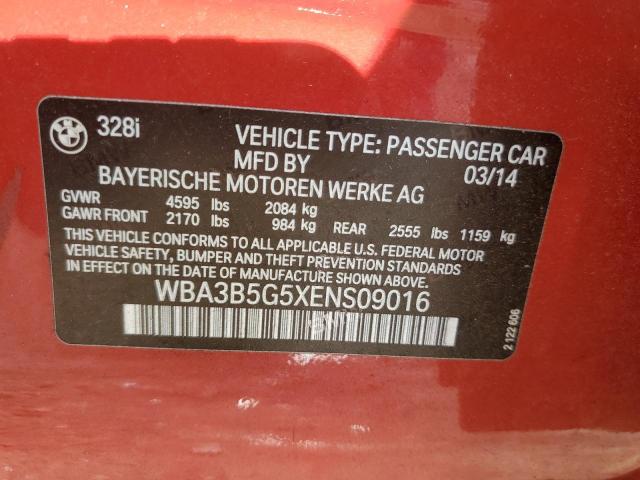 BMW
328i
VEHICLE TYPE: PASSENGER CAR
MFD BY 03/14
BAYERISCHE MOTOREN WERKE AG
GVWR 4595 lbs 2084 kg
GAWR FRONT 2170 lbs 984 kg REAR 2555 lbs 1159 kg
THIS VEHICLE CONFORMS TO ALL APPLICABLE U.S. FEDERAL MOTOR
VEHICLE SAFETY, BUMPER AND THEFT PREVENTION STANDARDS
IN EFFECT ON THE DATE OF MANUFACTURE SHOWN ABOVE.
WBA3B5G5XENS09016
2 122 606